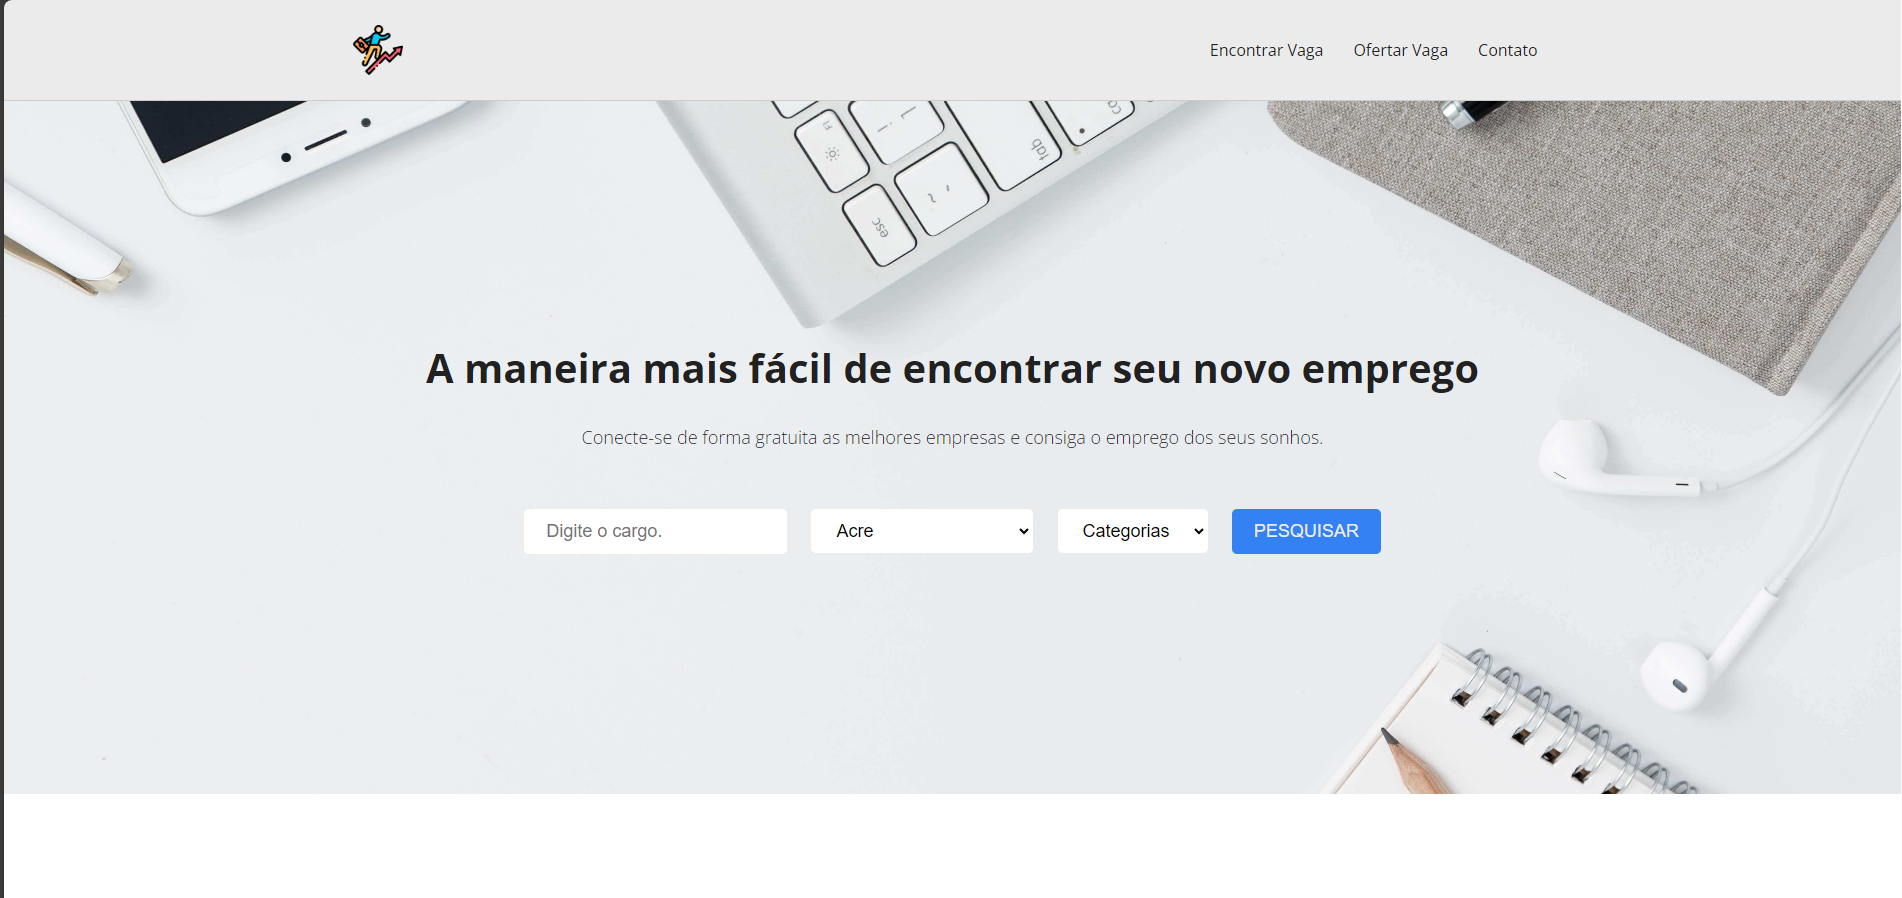 Encontrar Vaga Ofertar Vaga Contato
tab
esc
A maneira mais fácil de encontrar seu novo emprego
Conecte-se de forma gratuita as melhores empresas e consiga o emprego dos seus sonhos.
Digite o cargo. Acre Categorias PESQUISAR